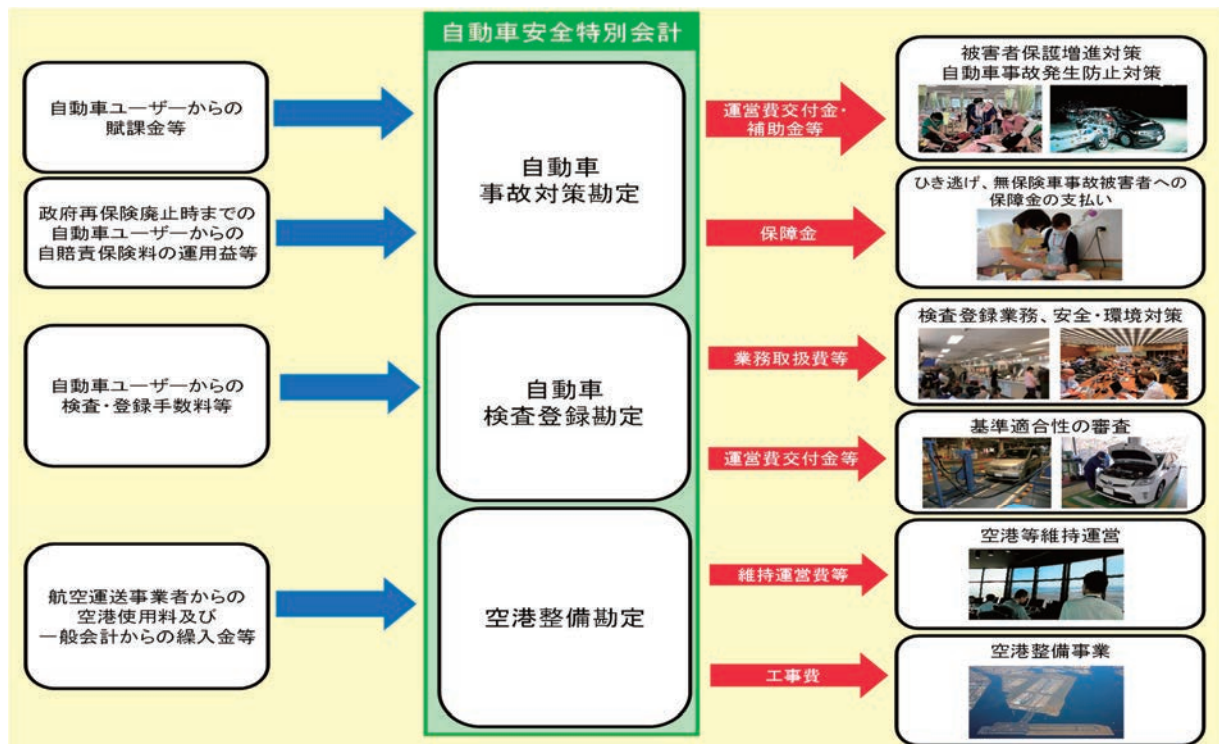 自動車安全特別会計
自動車ユーザーからの
賦課金等
政府再保険廃止時までの
自動車ユーザーからの
自賠責保険料の運用益等
自動車ユーザーからの
検査・登録手数料等
航空運送事業者からの
空港使用料及び
一般会計からの繰入金等
自動車
事故対策勘定
自動車
検査登録勘定
空港整備勘定
運営費交付金・
補助金等
保障金
業務取扱費等
運営費交付金等
維持運営費等
工事費
被害者保護増進対策
自動車事故発生防止対策
ひき逃げ、無保険車事故被害者への
保障金の支払い
検査登録業務、安全・環境対策
基準適合性の審査
空港等維持運営
空港整備事業